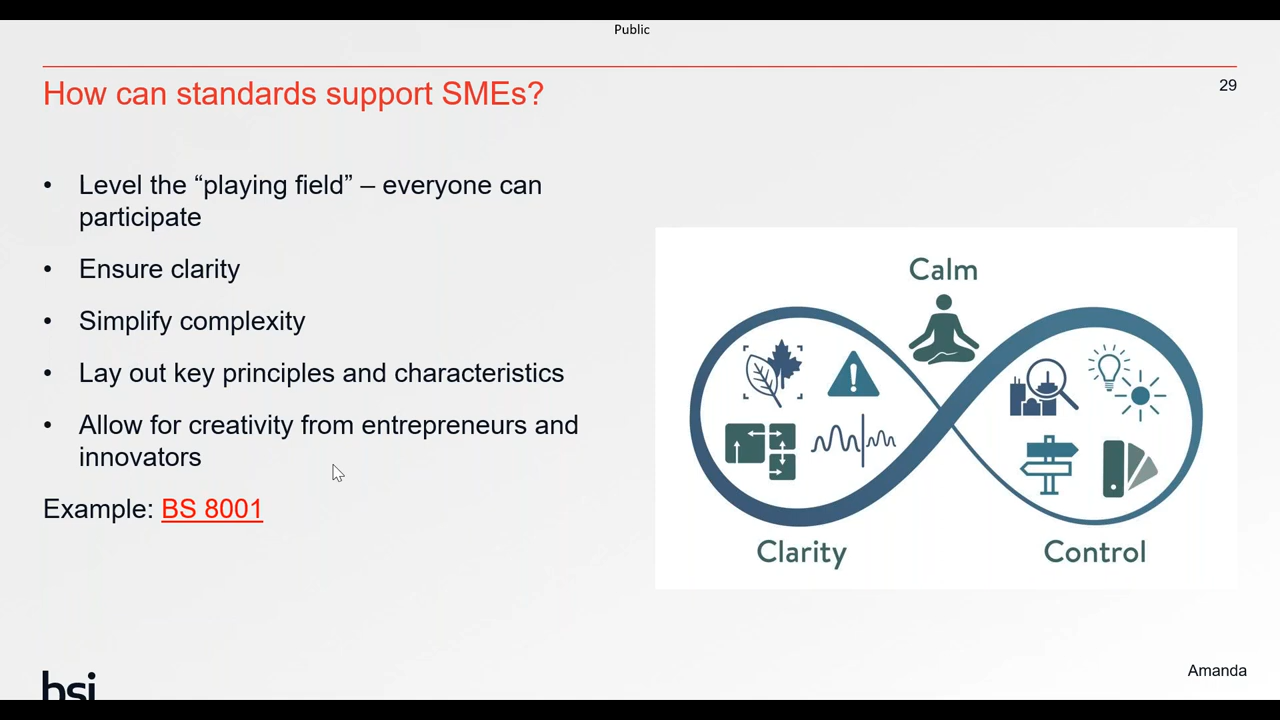 Public
How can standards support SMEs?
29
• Level the “playing field” – everyone can
participate
• Ensure clarity
• Simplify complexity
• Lay out key principles and characteristics
• Allow for creativity from entrepreneurs and
innovators
Example: BS 8001
Calm
Clarity
Control
Amanda
bsi